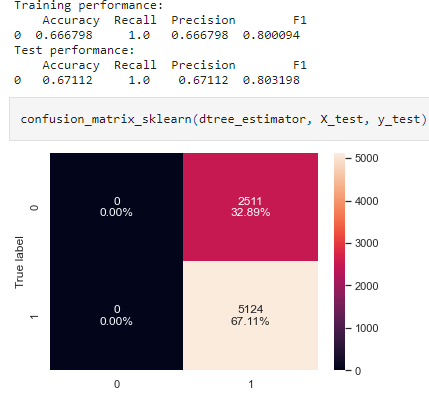 Training performance:
Accuracy Recall Precision F1
0 0.666798 1.0 0.666798 0.800094
Test performance:
Accuracy Recall Precision F1
0 0.67112 1.0 0.67112 0.803198
confusion_matrix_sklearn(dtree_estimator, X_test, y_test)
0
0.00%
2511
32.89%
0
0.00%
5124
67.11%
True label
0
1
0
1
5000
4000
3000
2000
1000
0